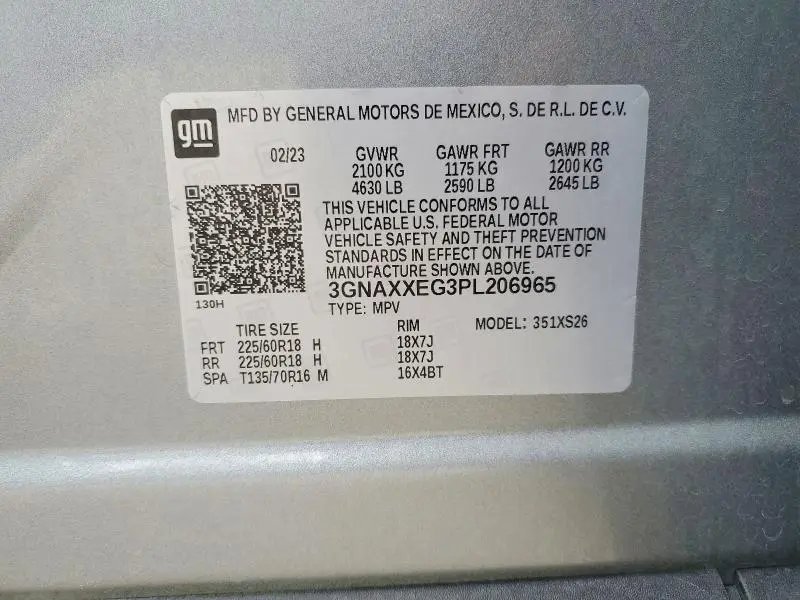 gm
MFD BY GENERAL MOTORS DE MEXICO, S. DE R.L. DE C.V.
02/23 GVWR GAWR FRT GAWR RR
2100 KG 1175 KG 1200 KG
4630 LB 2590 LB 2645 LB
THIS VEHICLE CONFORMS TO ALL
APPLICABLE U.S. FEDERAL MOTOR
VEHICLE SAFETY AND THEFT PREVENTION
STANDARDS IN EFFECT ON THE DATE OF
MANUFACTURE SHOWN ABOVE.
3GNAXXEG3PL206965
130H
TYPE: MPV
TIRE SIZE RIM MODEL: 351XS26
FRT 225/60R18 H 18X7J
RR 225/60R18 H 18X7J
SPA T135/70R16 M 16X4BT